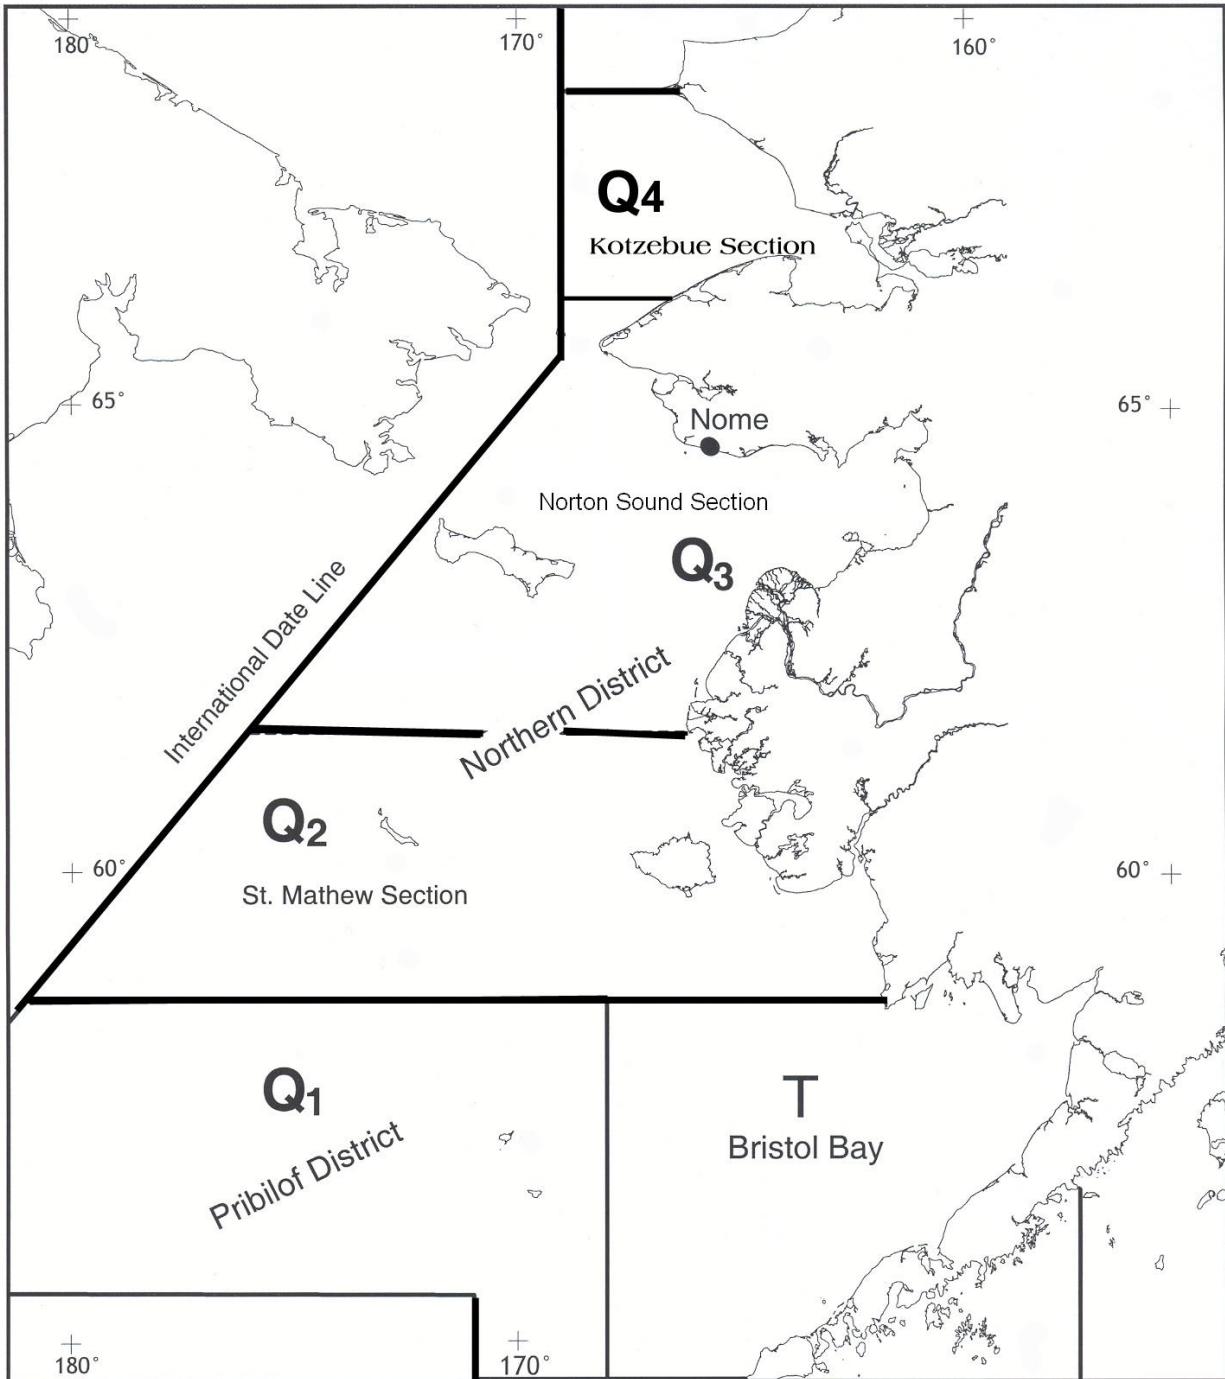 180°
170°
160°
Q4
Kotzebue Section
65°
65°
Nome
Norton Sound Section
Q3
International Date Line
Northern District
Q2
60°
60°
St. Mathew Section
Q1
T
Bristol Bay
Pribilof District
180°
170°